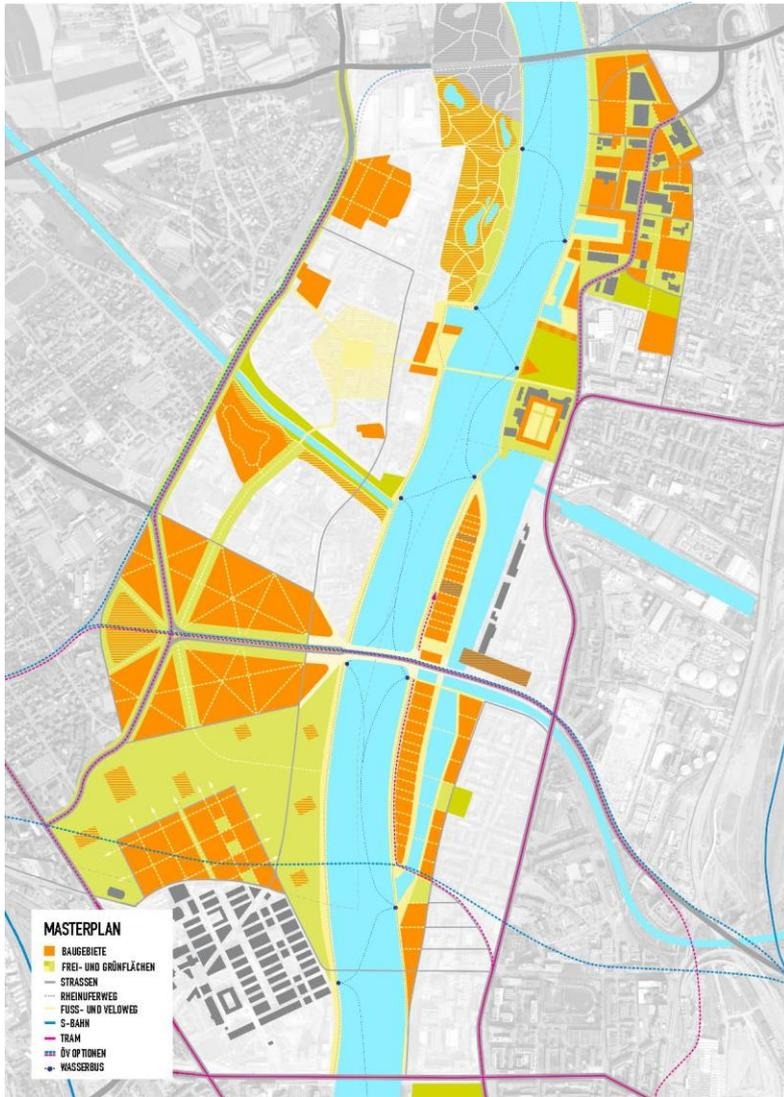 MASTERPLAN
BAUGEBIETE
FREI- UND GRÜNFLÄCHEN
STRASSEN
RHEINUFERWEG
FUSS- UND VELOWEG
S-BAHN
TRAM
ÖV OPTIONEN
WASSERBUS